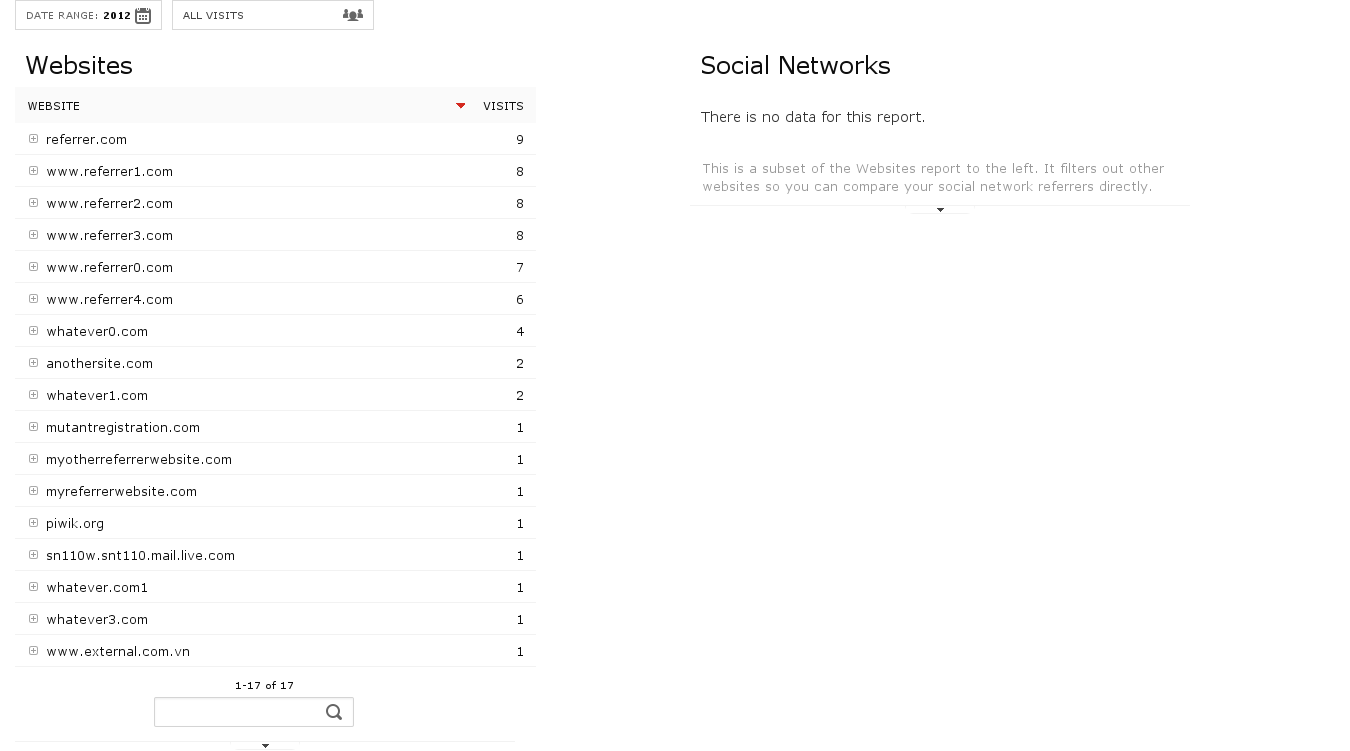 DATE RANGE: 2012
ALL VISITS
Websites
WEBSITE VISITS
referrer.com 9
www.referrer1.com 8
www.referrer2.com 8
www.referrer3.com 8
www.referrer0.com 7
www.referrer4.com 6
whatever0.com 4
anothersite.com 2
whatever1.com 2
mutantregistration.com 1
myotherreferrerwebsite.com 1
myreferrerwebsite.com 1
piwik.org 1
sn110w.snt110.mail.live.com 1
whatever.com1 1
whatever3.com 1
www.external.com.vn 1
1-17 of 17
Social Networks
There is no data for this report.
This is a subset of the Websites report to the left. It filters out other
websites so you can compare your social network referrers directly.